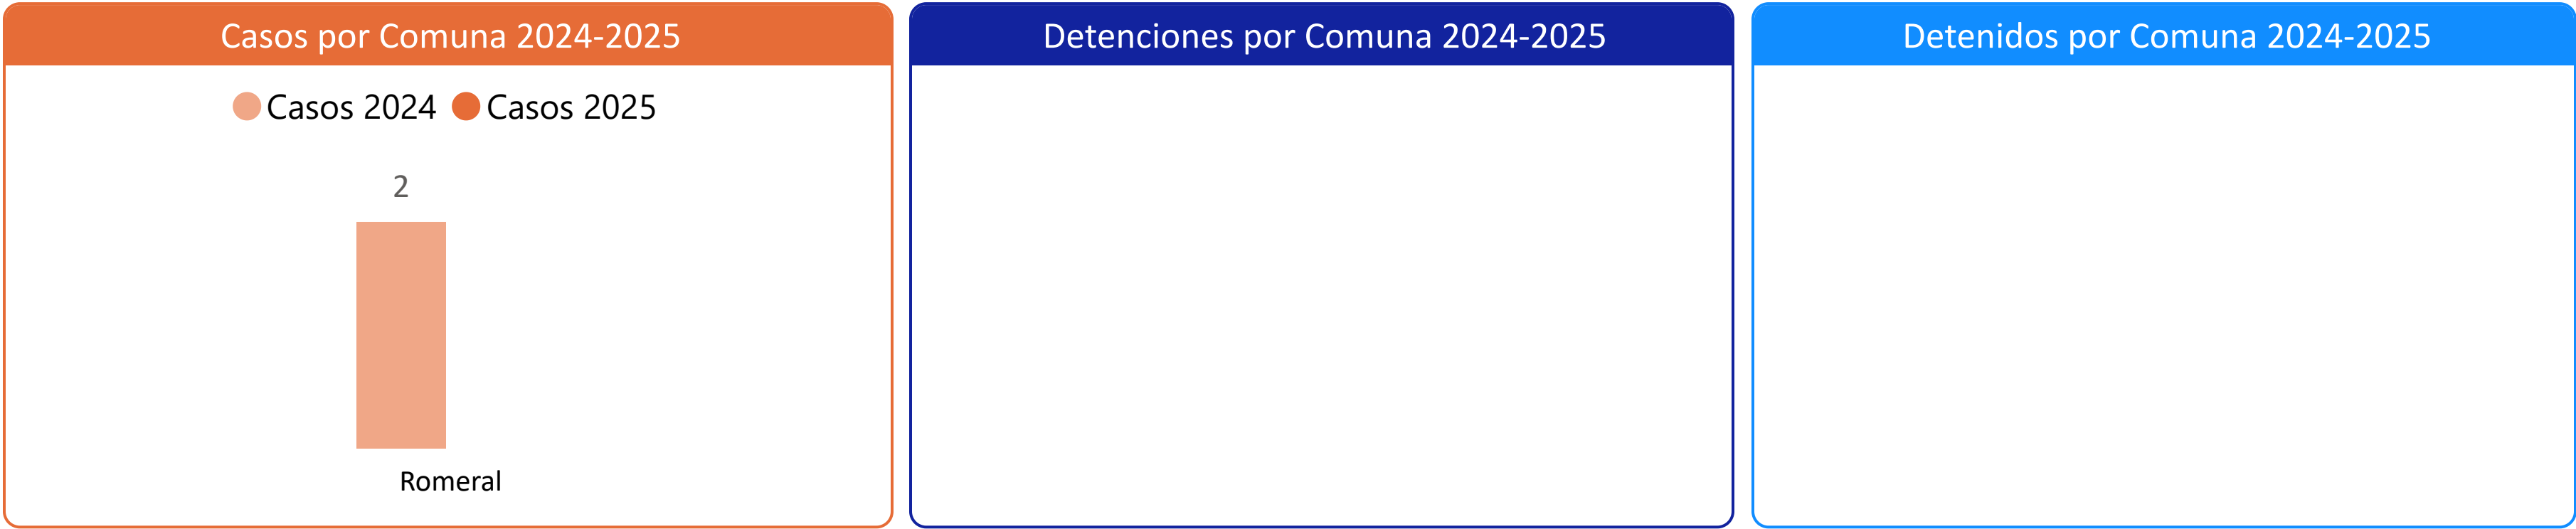 Casos por Comuna 2024-2025
Casos 2024 Casos 2025
2
Romeral
Detenciones por Comuna 2024-2025
Detenidos por Comuna 2024-2025